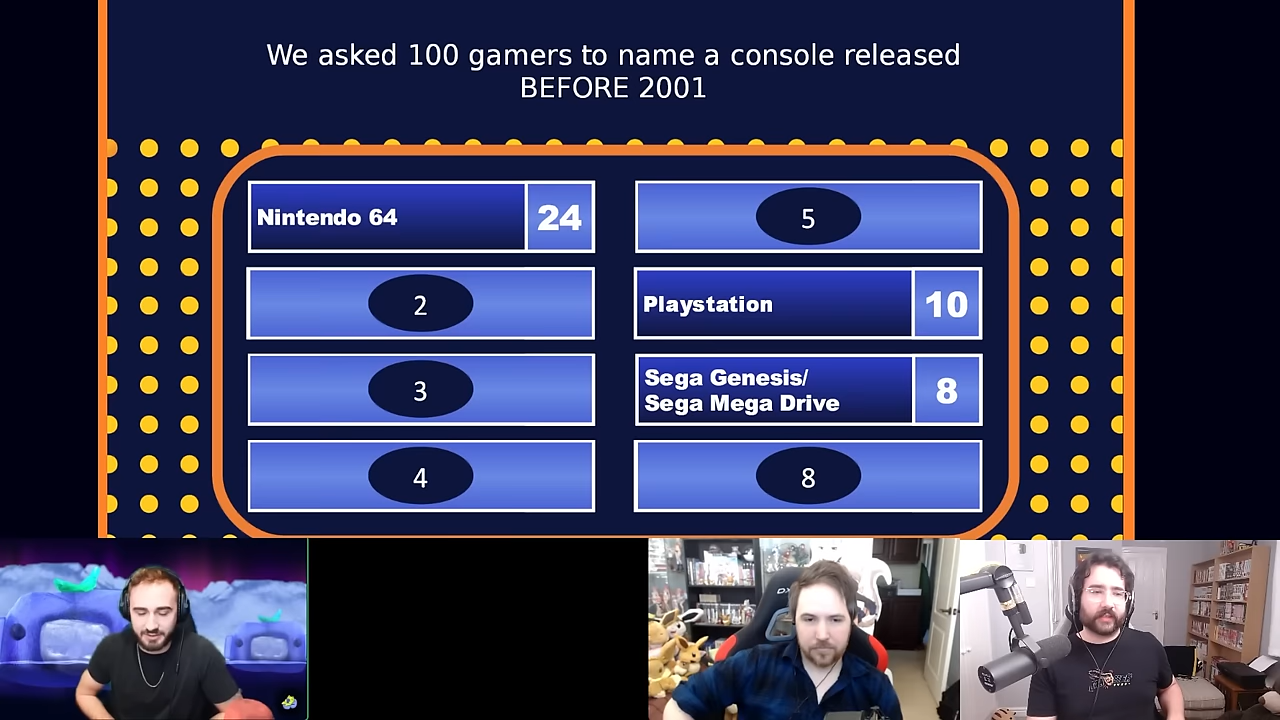 We asked 100 gamers to name a console released
BEFORE 2001
Nintendo 64 24
2
3
4
5
Playstation 10
Sega Genesis/
Sega Mega Drive 8
8